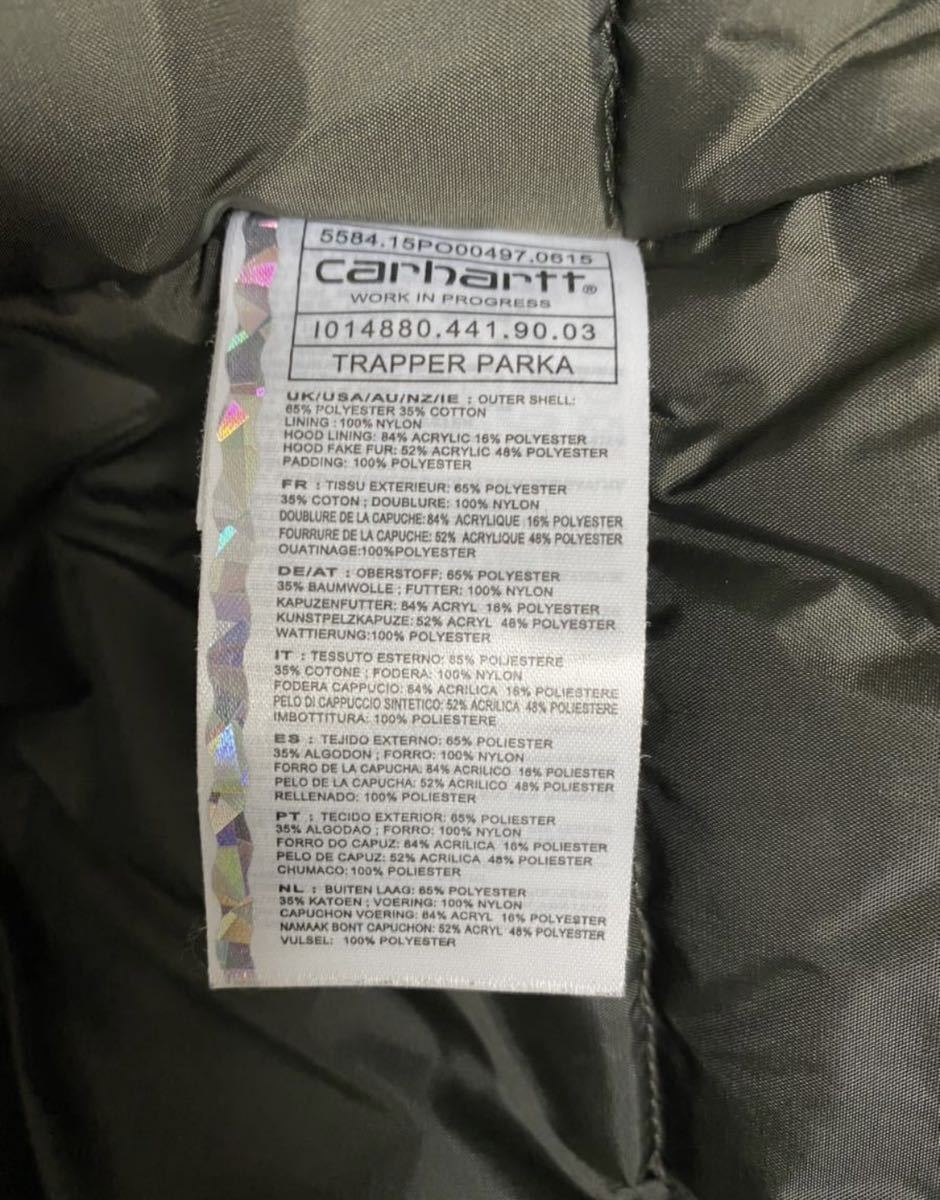 5584.15PO00497.0615
carhartt®
WORK IN PROGRESS
I014880.441.90.03
TRAPPER PARKA
UK/USA/AU/NZ/IE : OUTER SHELL:
65% POLYESTER 35% COTTON
LINING :100% NYLON
HOOD LINING: 84% ACRYLIC 16% POLYESTER
HOOD FAKE FUR: 52% ACRYLIC 48% POLYESTER
PADDING: 100% POLYESTER
FR : TISSU EXTERIEUR: 65% POLYESTER
35% COTON ; DOUBLURE: 100% NYLON
DOUBLURE DE LA CAPUCHE:84% ACRYLIQUE 16% POLYESTER
FOURRURE DE LA CAPUCHE: 52% ACRYLIQUE 48% POLYESTER
OUATINAGE:100%POLYESTER
DE/AT : OBERSTOFF: 65% POLYESTER
35% BAUMWOLLE ; FUTTER: 100% NYLON
KAPUZENFUTTER: 84% ACRYL 16% POLYESTER
KUNSTPELZKAPUZE: 52% ACRYL 48% POLYESTER
WATTIERUNG:100% POLYESTER
IT : TESSUTO ESTERNO: 65% POLIESTERE
35% COTONE ; FODERA: 100% NYLON
FODERA CAPPUCIO: 84% ACRILICA 16% POLIESTERE
PELO DI CAPPUCCIO SINTETICO: 52% ACRILICA 48% POLIESTERE
IMBOTTITURA: 100% POLIESTERE
ES : TEJIDO EXTERNO: 65% POLIESTER
35% ALGODON ; FORRO: 100% NYLON
FORRO DE LA CAPUCHA: 84% ACRILICO 16% POLIESTER
PELO DE LA CAPUCHA: 52% ACRILICO 48% POLIESTER
RELLENADO: 100% POLIESTER
PT : TECIDO EXTERIOR: 65% POLIESTER
35% ALGODAO ; FORRO: 100% NYLON
FORRO DO CAPUZ: 84% ACRILICA 16% POLIESTER
PELO DE CAPUZ: 52% ACRILICA 48% POLIESTER
CHUMACO: 100% POLIESTER
NL : BUITEN LAAG: 65% POLYESTER
35% KATOEN ; VOERING: 100% NYLON
CAPUCHON VOERING: 84% ACRYL 16% POLYESTER
NAMAAK BONT CAPUCHON: 52% ACRYL 48% POLYESTER
VULSEL: 100% POLYESTER